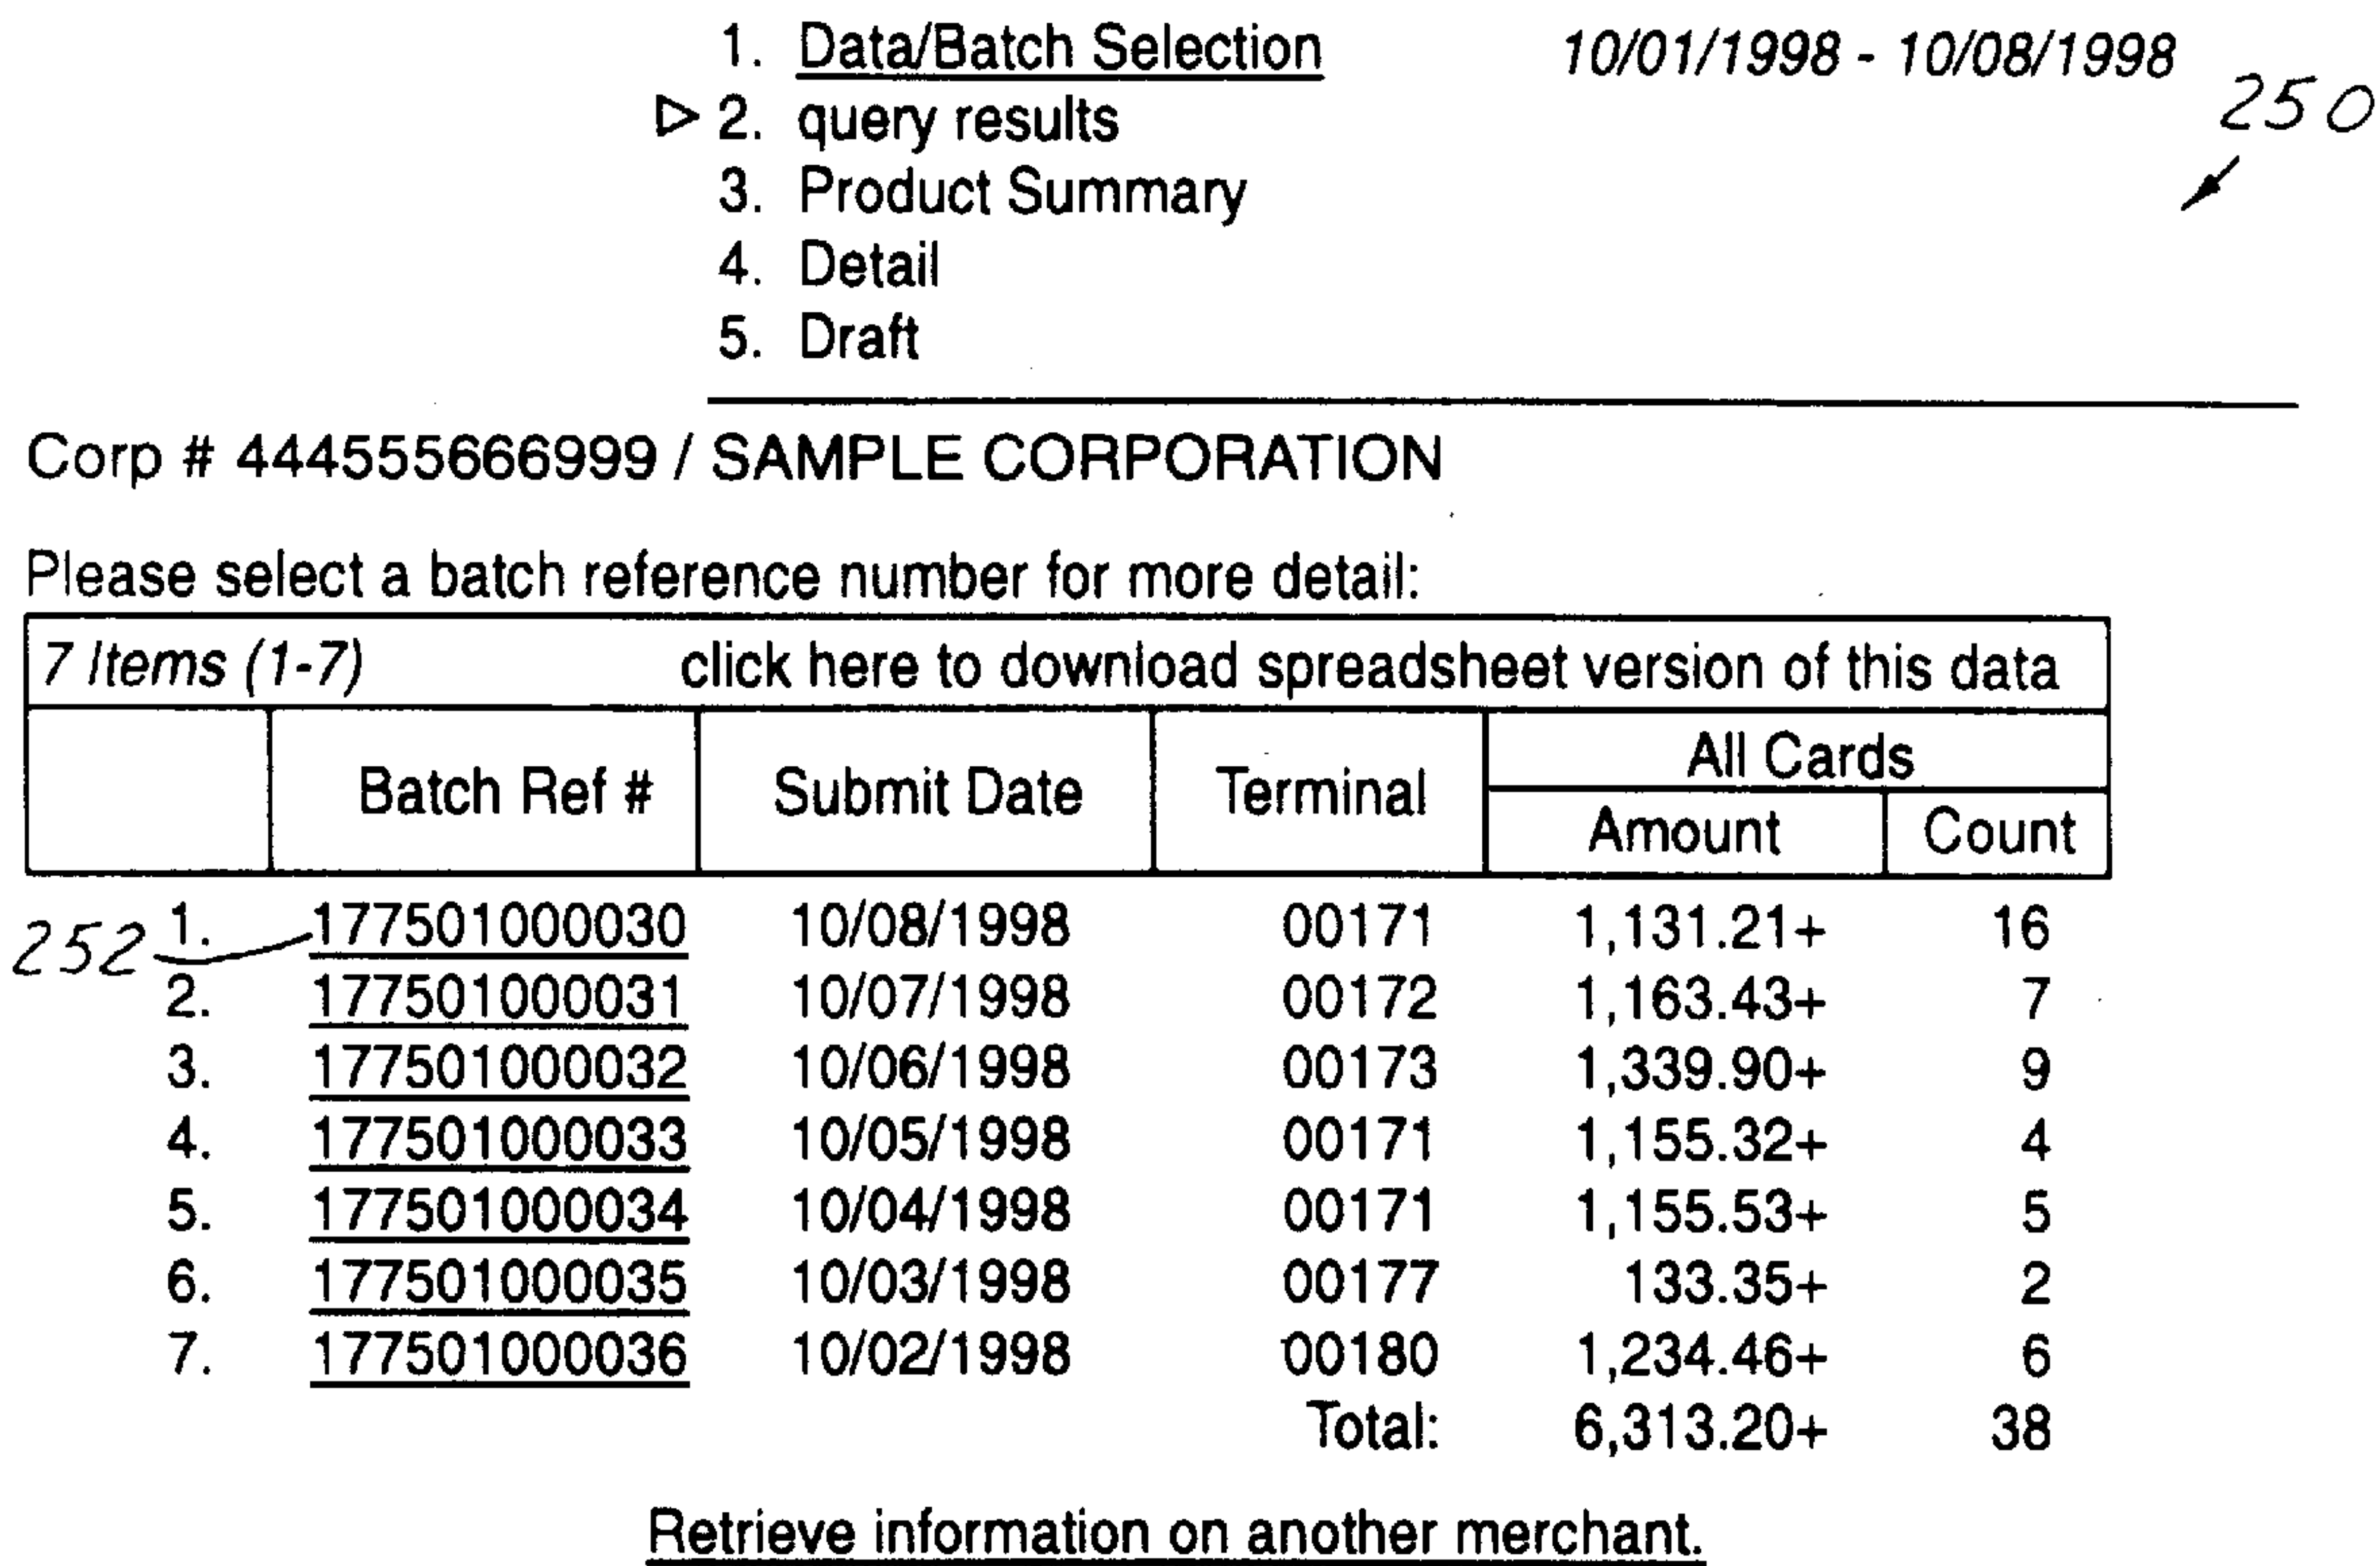 1. Data/Batch Selection 10/01/1998 - 10/08/1998
250
2. query results
3. Product Summary
4. Detail
5. Draft
Corp # 444555666999 / SAMPLE CORPORATION
Please select a batch reference number for more detail:
7 Items (1-7) click here to download spreadsheet version of this data
Batch Ref # Submit Date Terminal All Cards
Amount Count
252
1. 177501000030 10/08/1998 00171 1,131.21+ 16
2. 177501000031 10/07/1998 00172 1,163.43+ 7
3. 177501000032 10/06/1998 00173 1,339.90+ 9
4. 177501000033 10/05/1998 00171 1,155.32+ 4
5. 177501000034 10/04/1998 00171 1,155.53+ 5
6. 177501000035 10/03/1998 00177 133.35+ 2
7. 177501000036 10/02/1998 00180 1,234.46+ 6
Total: 6,313.20+ 38
Retrieve information on another merchant.